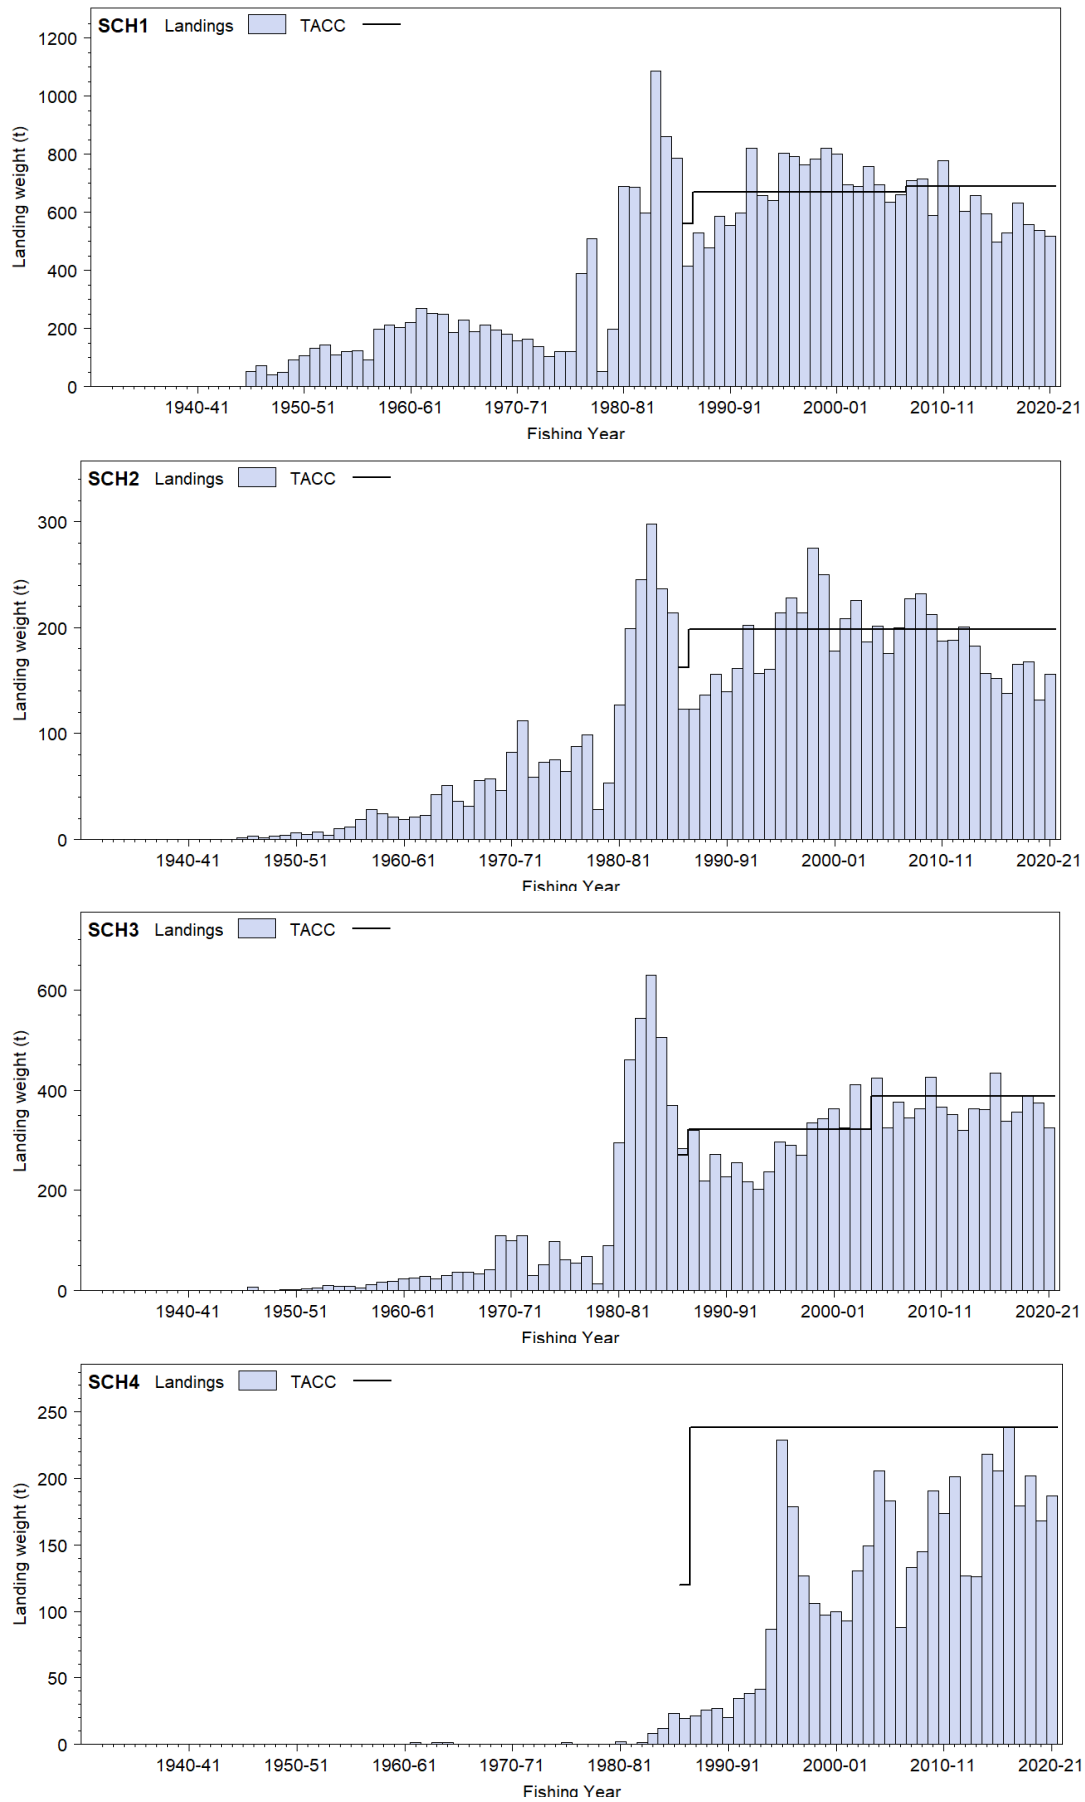 SCH1 Landings TACC
1200
1000
800
600
400
200
0
Landing weight (t)
1940-41 1950-51 1960-61 1970-71 1980-81 1990-91 2000-01 2010-11 2020-21
Fishing Year
SCH2 Landings TACC
300
200
100
0
Landing weight (t)
1940-41 1950-51 1960-61 1970-71 1980-81 1990-91 2000-01 2010-11 2020-21
Fishing Year
SCH3 Landings TACC
600
400
200
0
Landing weight (t)
1940-41 1950-51 1960-61 1970-71 1980-81 1990-91 2000-01 2010-11 2020-21
Fishing Year
SCH4 Landings TACC
250
200
150
100
50
0
Landing weight (t)
1940-41 1950-51 1960-61 1970-71 1980-81 1990-91 2000-01 2010-11 2020-21
Fishing Year